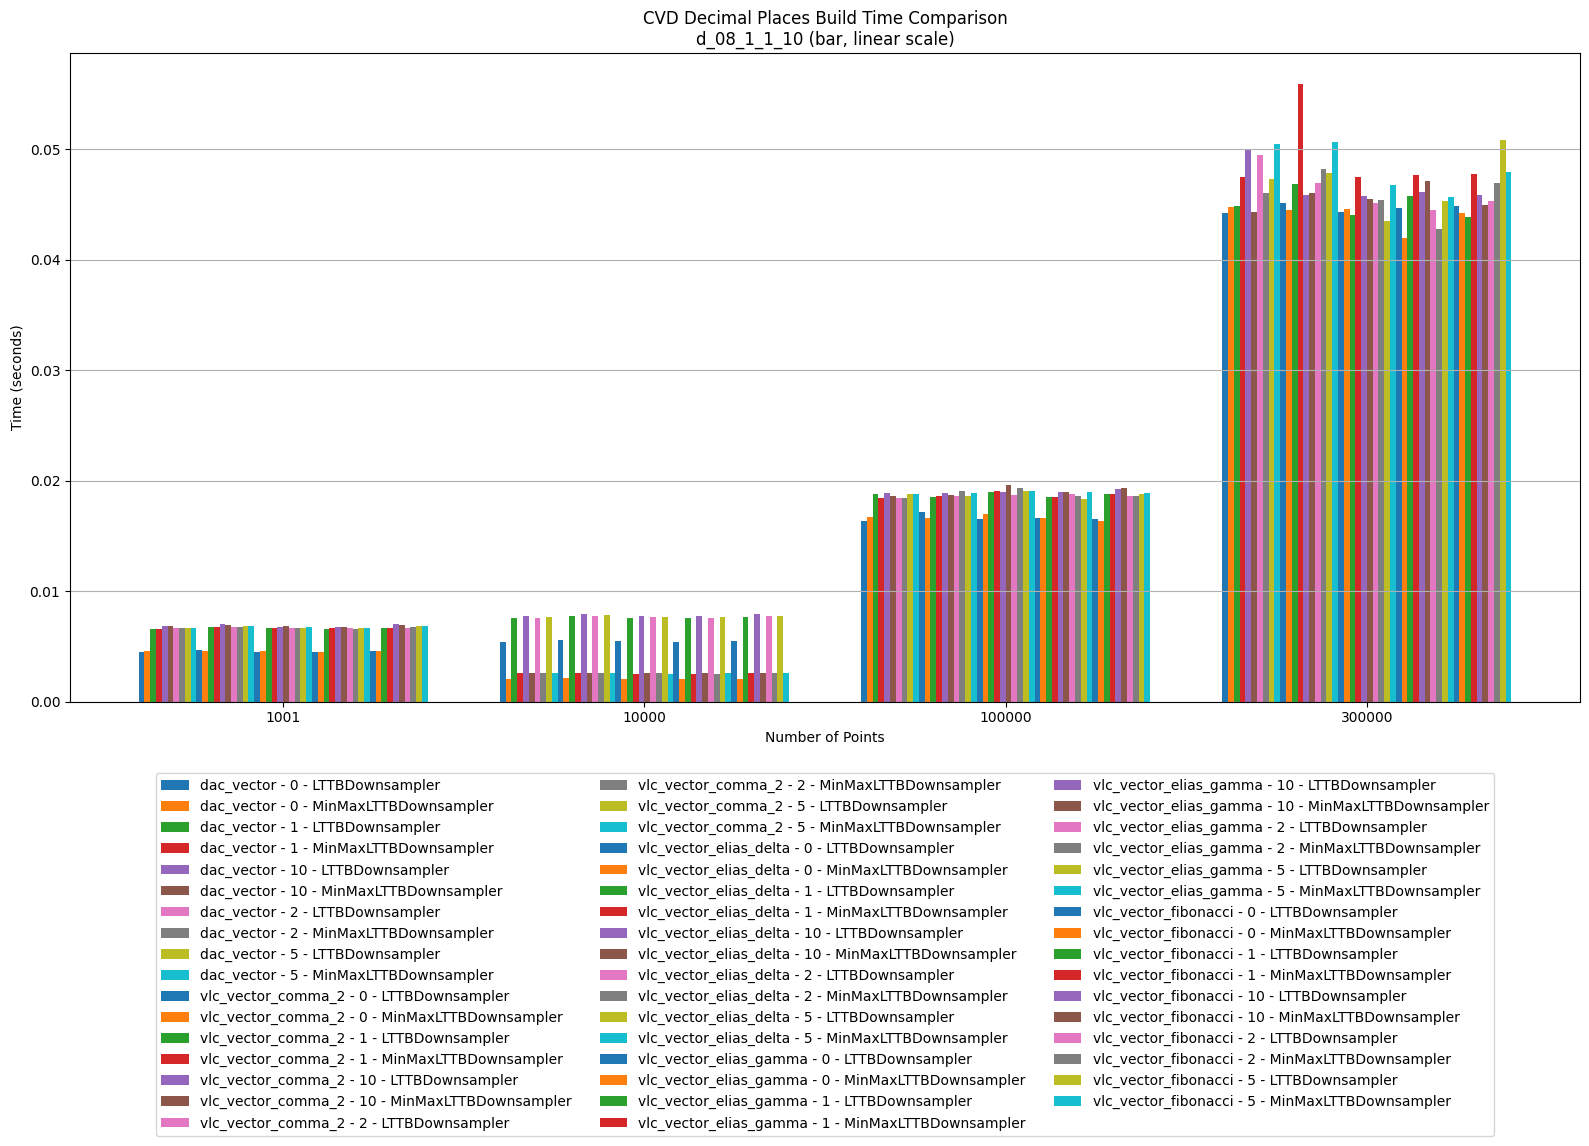 CVD Decimal Places Build Time Comparison
d_08_1_1_10 (bar, linear scale)
Time (seconds)
0.05
0.04
0.03
0.02
0.01
0.00
1001
10000
100000
300000
Number of Points
dac_vector - 0 - LTTBDownsampler
dac_vector - 0 - MinMaxLTTBDownsampler
dac_vector - 1 - LTTBDownsampler
dac_vector - 1 - MinMaxLTTBDownsampler
dac_vector - 10 - LTTBDownsampler
dac_vector - 10 - MinMaxLTTBDownsampler
dac_vector - 2 - LTTBDownsampler
dac_vector - 2 - MinMaxLTTBDownsampler
dac_vector - 5 - LTTBDownsampler
dac_vector - 5 - MinMaxLTTBDownsampler
vlc_vector_comma_2 - 0 - LTTBDownsampler
vlc_vector_comma_2 - 0 - MinMaxLTTBDownsampler
vlc_vector_comma_2 - 1 - LTTBDownsampler
vlc_vector_comma_2 - 1 - MinMaxLTTBDownsampler
vlc_vector_comma_2 - 10 - LTTBDownsampler
vlc_vector_comma_2 - 10 - MinMaxLTTBDownsampler
vlc_vector_comma_2 - 2 - LTTBDownsampler
vlc_vector_comma_2 - 2 - MinMaxLTTBDownsampler
vlc_vector_comma_2 - 5 - LTTBDownsampler
vlc_vector_comma_2 - 5 - MinMaxLTTBDownsampler
vlc_vector_elias_delta - 0 - LTTBDownsampler
vlc_vector_elias_delta - 0 - MinMaxLTTBDownsampler
vlc_vector_elias_delta - 1 - LTTBDownsampler
vlc_vector_elias_delta - 1 - MinMaxLTTBDownsampler
vlc_vector_elias_delta - 10 - LTTBDownsampler
vlc_vector_elias_delta - 10 - MinMaxLTTBDownsampler
vlc_vector_elias_delta - 2 - LTTBDownsampler
vlc_vector_elias_delta - 2 - MinMaxLTTBDownsampler
vlc_vector_elias_delta - 5 - LTTBDownsampler
vlc_vector_elias_delta - 5 - MinMaxLTTBDownsampler
vlc_vector_elias_gamma - 0 - LTTBDownsampler
vlc_vector_elias_gamma - 0 - MinMaxLTTBDownsampler
vlc_vector_elias_gamma - 1 - LTTBDownsampler
vlc_vector_elias_gamma - 1 - MinMaxLTTBDownsampler
vlc_vector_elias_gamma - 10 - LTTBDownsampler
vlc_vector_elias_gamma - 10 - MinMaxLTTBDownsampler
vlc_vector_elias_gamma - 2 - LTTBDownsampler
vlc_vector_elias_gamma - 2 - MinMaxLTTBDownsampler
vlc_vector_elias_gamma - 5 - LTTBDownsampler
vlc_vector_elias_gamma - 5 - MinMaxLTTBDownsampler
vlc_vector_fibonacci - 0 - LTTBDownsampler
vlc_vector_fibonacci - 0 - MinMaxLTTBDownsampler
vlc_vector_fibonacci - 1 - LTTBDownsampler
vlc_vector_fibonacci - 1 - MinMaxLTTBDownsampler
vlc_vector_fibonacci - 10 - LTTBDownsampler
vlc_vector_fibonacci - 10 - MinMaxLTTBDownsampler
vlc_vector_fibonacci - 2 - LTTBDownsampler
vlc_vector_fibonacci - 2 - MinMaxLTTBDownsampler
vlc_vector_fibonacci - 5 - LTTBDownsampler
vlc_vector_fibonacci - 5 - MinMaxLTTBDownsampler